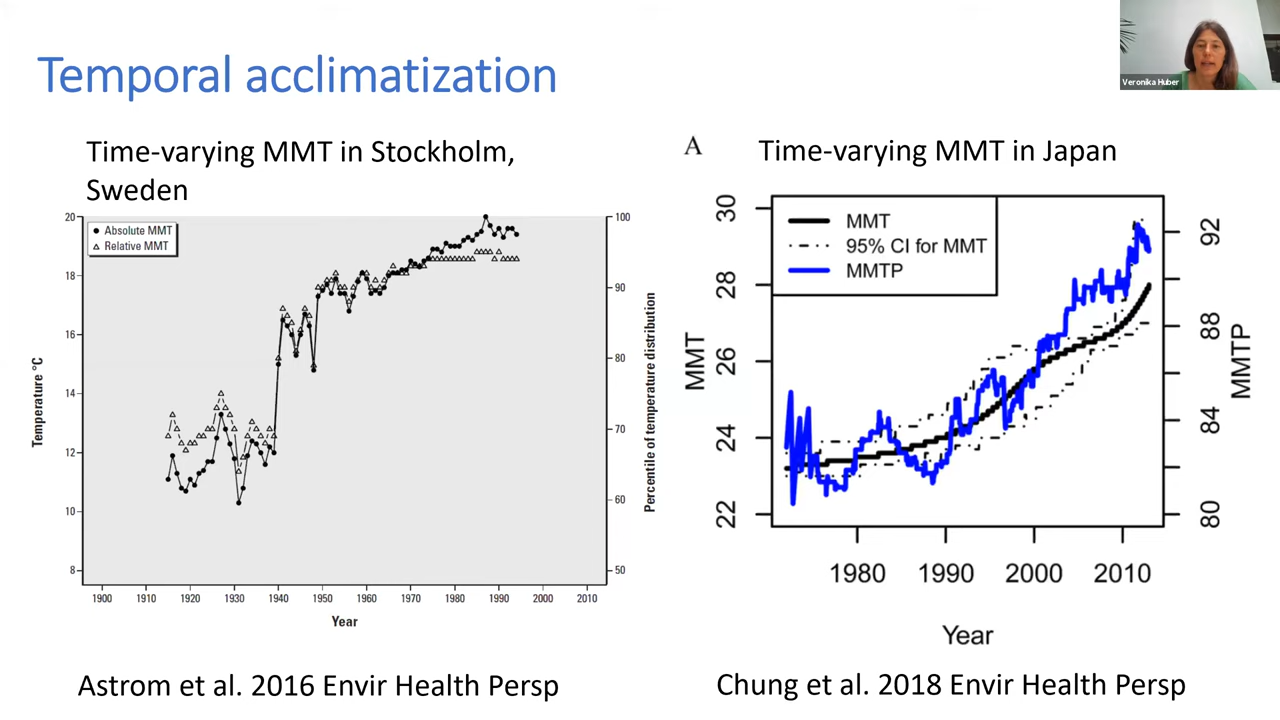 Temporal acclimatization
Veronika Huber
Time-varying MMT in Stockholm,
Sweden
20
18
16
14
12
10
8
Temperature °C
Absolute MMT
Relative MMT
100
90
80
70
60
50
Percentile of temperature distribution
1900 1910 1920 1930 1940 1950 1960 1970 1980 1990 2000 2010
Year
Astrom et al. 2016 Envir Health Persp
A
Time-varying MMT in Japan
30
28
26
24
22
MMT
MMT
95% CI for MMT
MMTP
92
88
84
80
MMTP
1980 1990 2000 2010
Year
Chung et al. 2018 Envir Health Persp